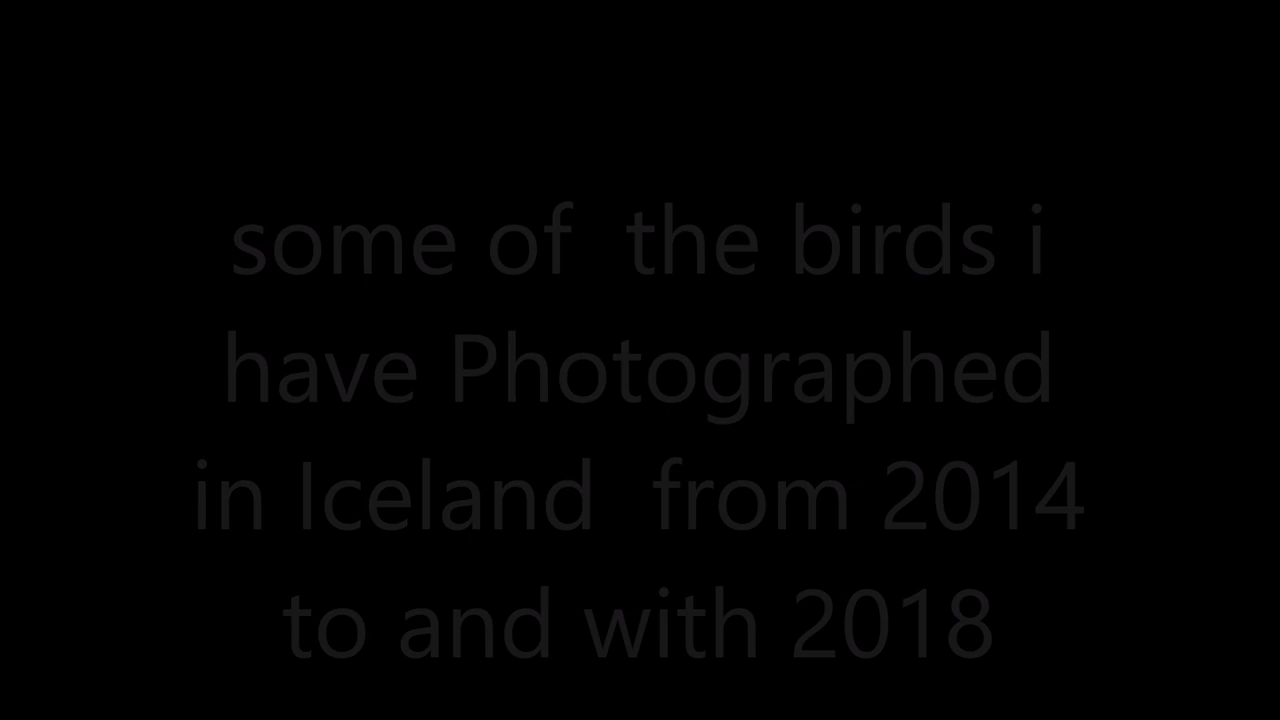 some of  the birds i
have Photographed
in Iceland  from 2014
to and with 2018